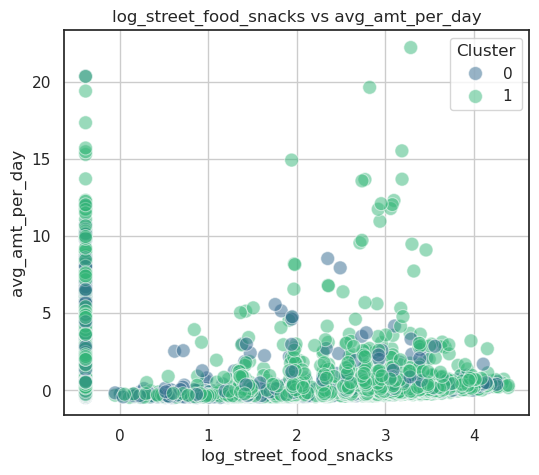 log_street_food_snacks vs avg_amt_per_day
Cluster
0
1
avg_amt_per_day
20
15
10
5
0
0 1 2 3 4
log_street_food_snacks